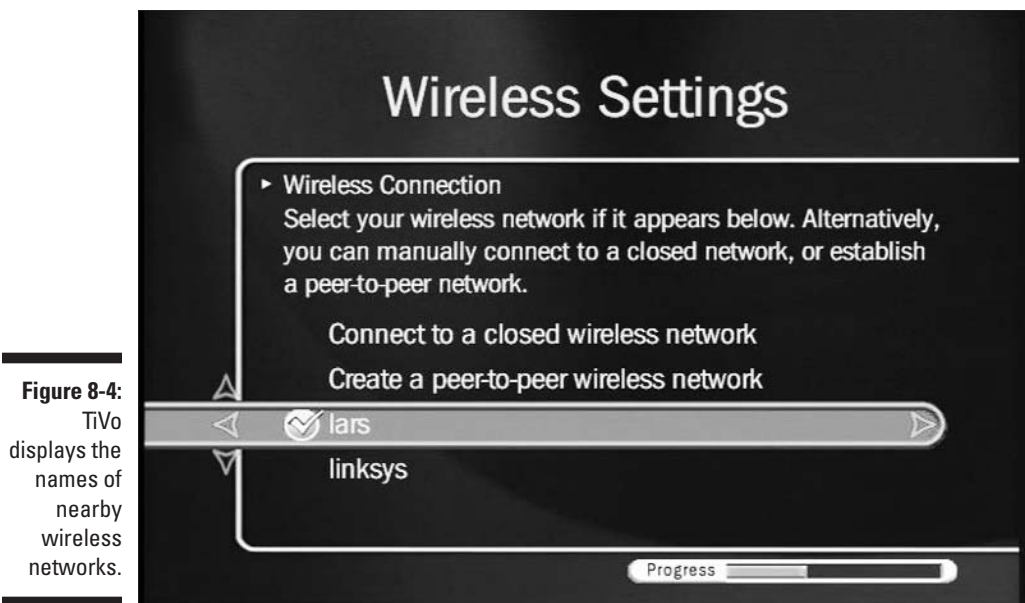 Wireless Settings
▸ Wireless Connection
Select your wireless network if it appears below. Alternatively,
you can manually connect to a closed network, or establish
a peer-to-peer network.
Connect to a closed wireless network
Create a peer-to-peer wireless network
lars
linksys
Progress
Figure 8-4:
TiVo
displays the
names of
nearby
wireless
networks.